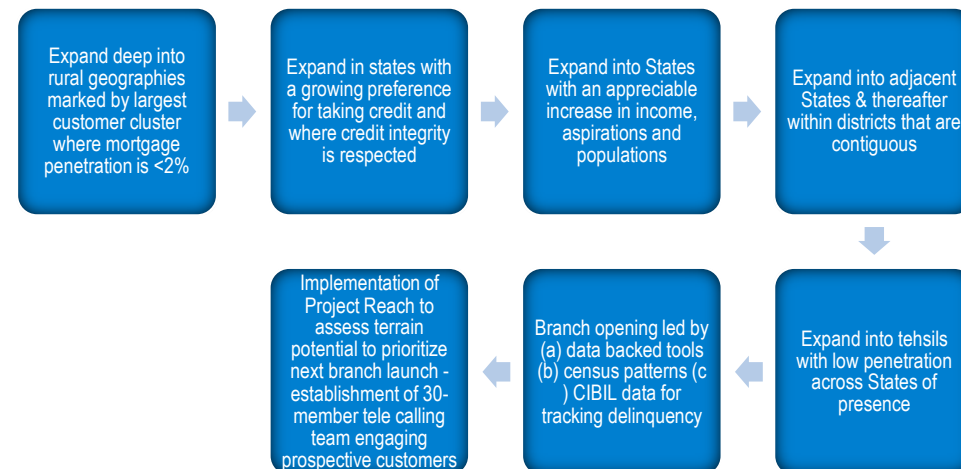 Expand deep into
rural geographies
marked by largest
customer cluster
where mortgage
penetration is <2%
Expand in states with
a growing preference
for taking credit and
where credit integrity
is respected
Expand into States
with an appreciable
increase in income,
aspirations and
populations
Expand into adjacent
States & thereafter
within districts that are
contiguous
Expand into tehsils
with low penetration
across States of
presence
Branch opening led by
(a) data backed tools
(b) census patterns (c
) CIBIL data for
tracking delinquency
Implementation of
Project Reach to
assess terrain
potential to prioritize
next branch launch -
establishment of 30-
member tele calling
team engaging
prospective customers